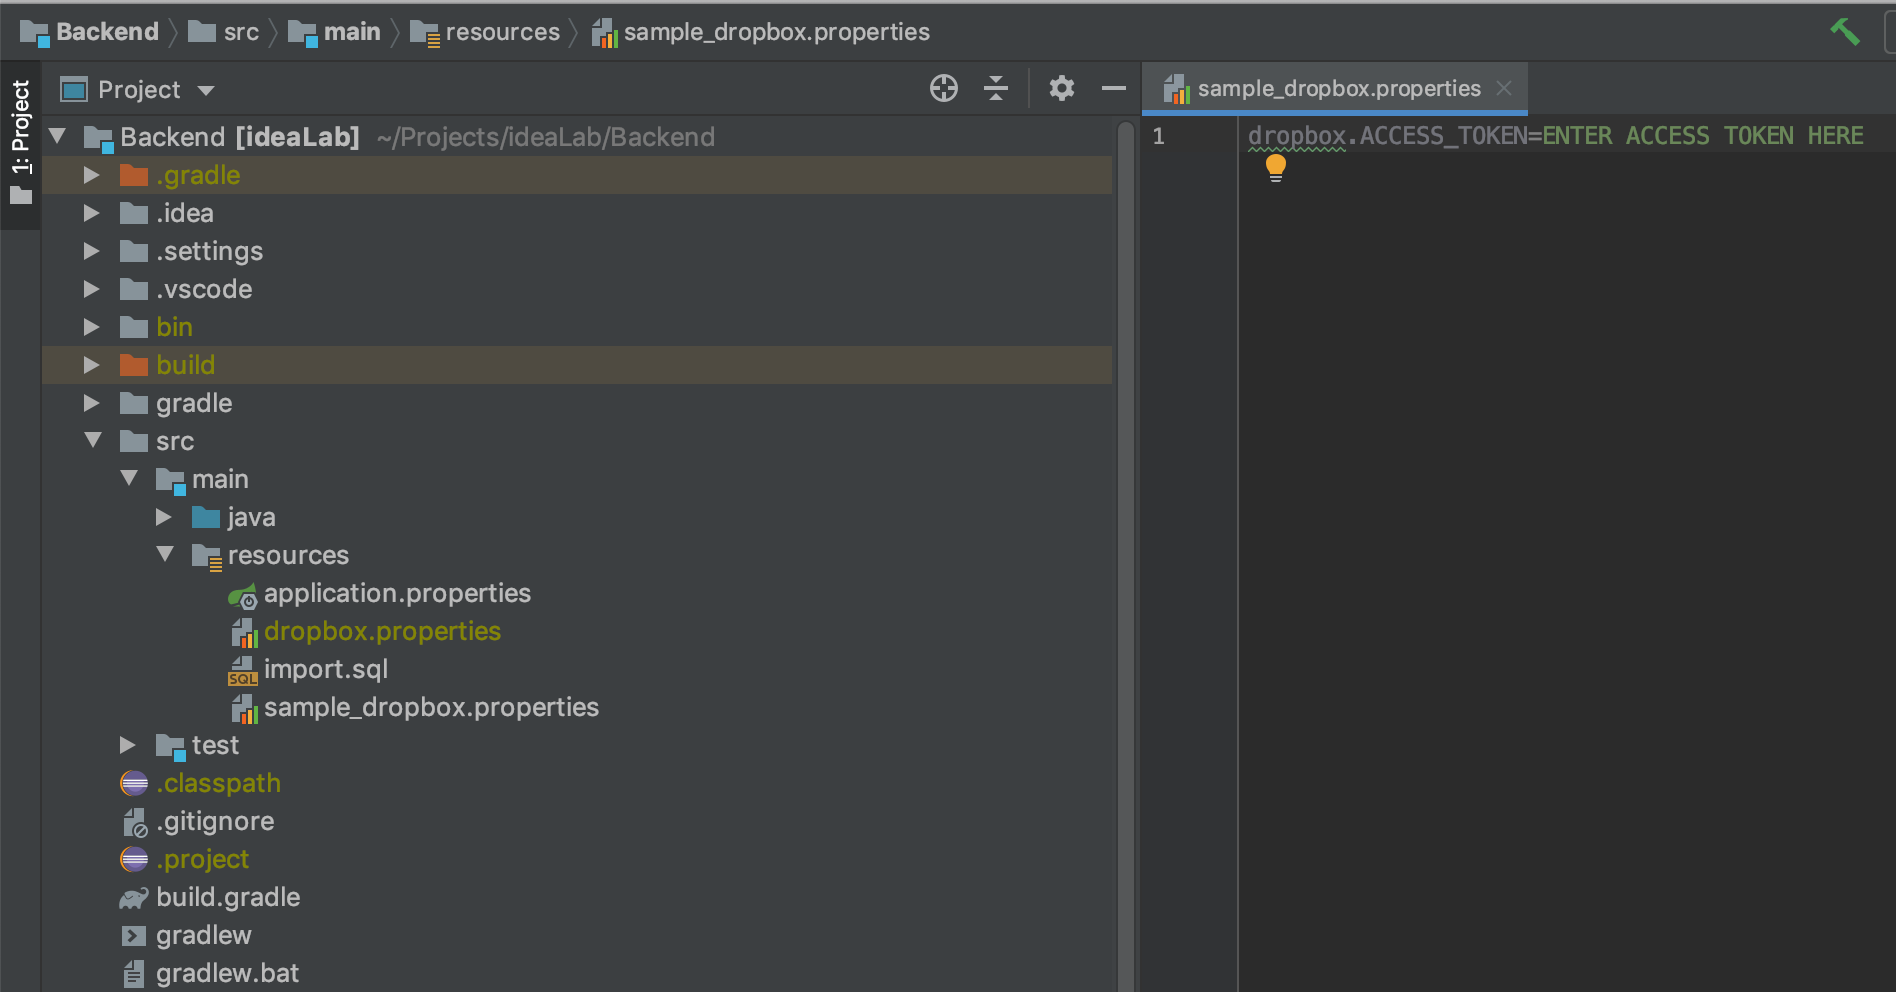 Backend src main resources sample_dropbox.properties
1: Project
Project
sample_dropbox.properties
Backend [ideaLab] ~/Projects/ideaLab/Backend
.gradle
.idea
.settings
.vscode
bin
build
gradle
src
main
java
resources
application.properties
dropbox.properties
SQL import.sql
sample_dropbox.properties
test
.classpath
.gitignore
.project
build.gradle
gradlew
gradlew.bat
1 dropbox.ACCESS_TOKEN=ENTER ACCESS TOKEN HERE